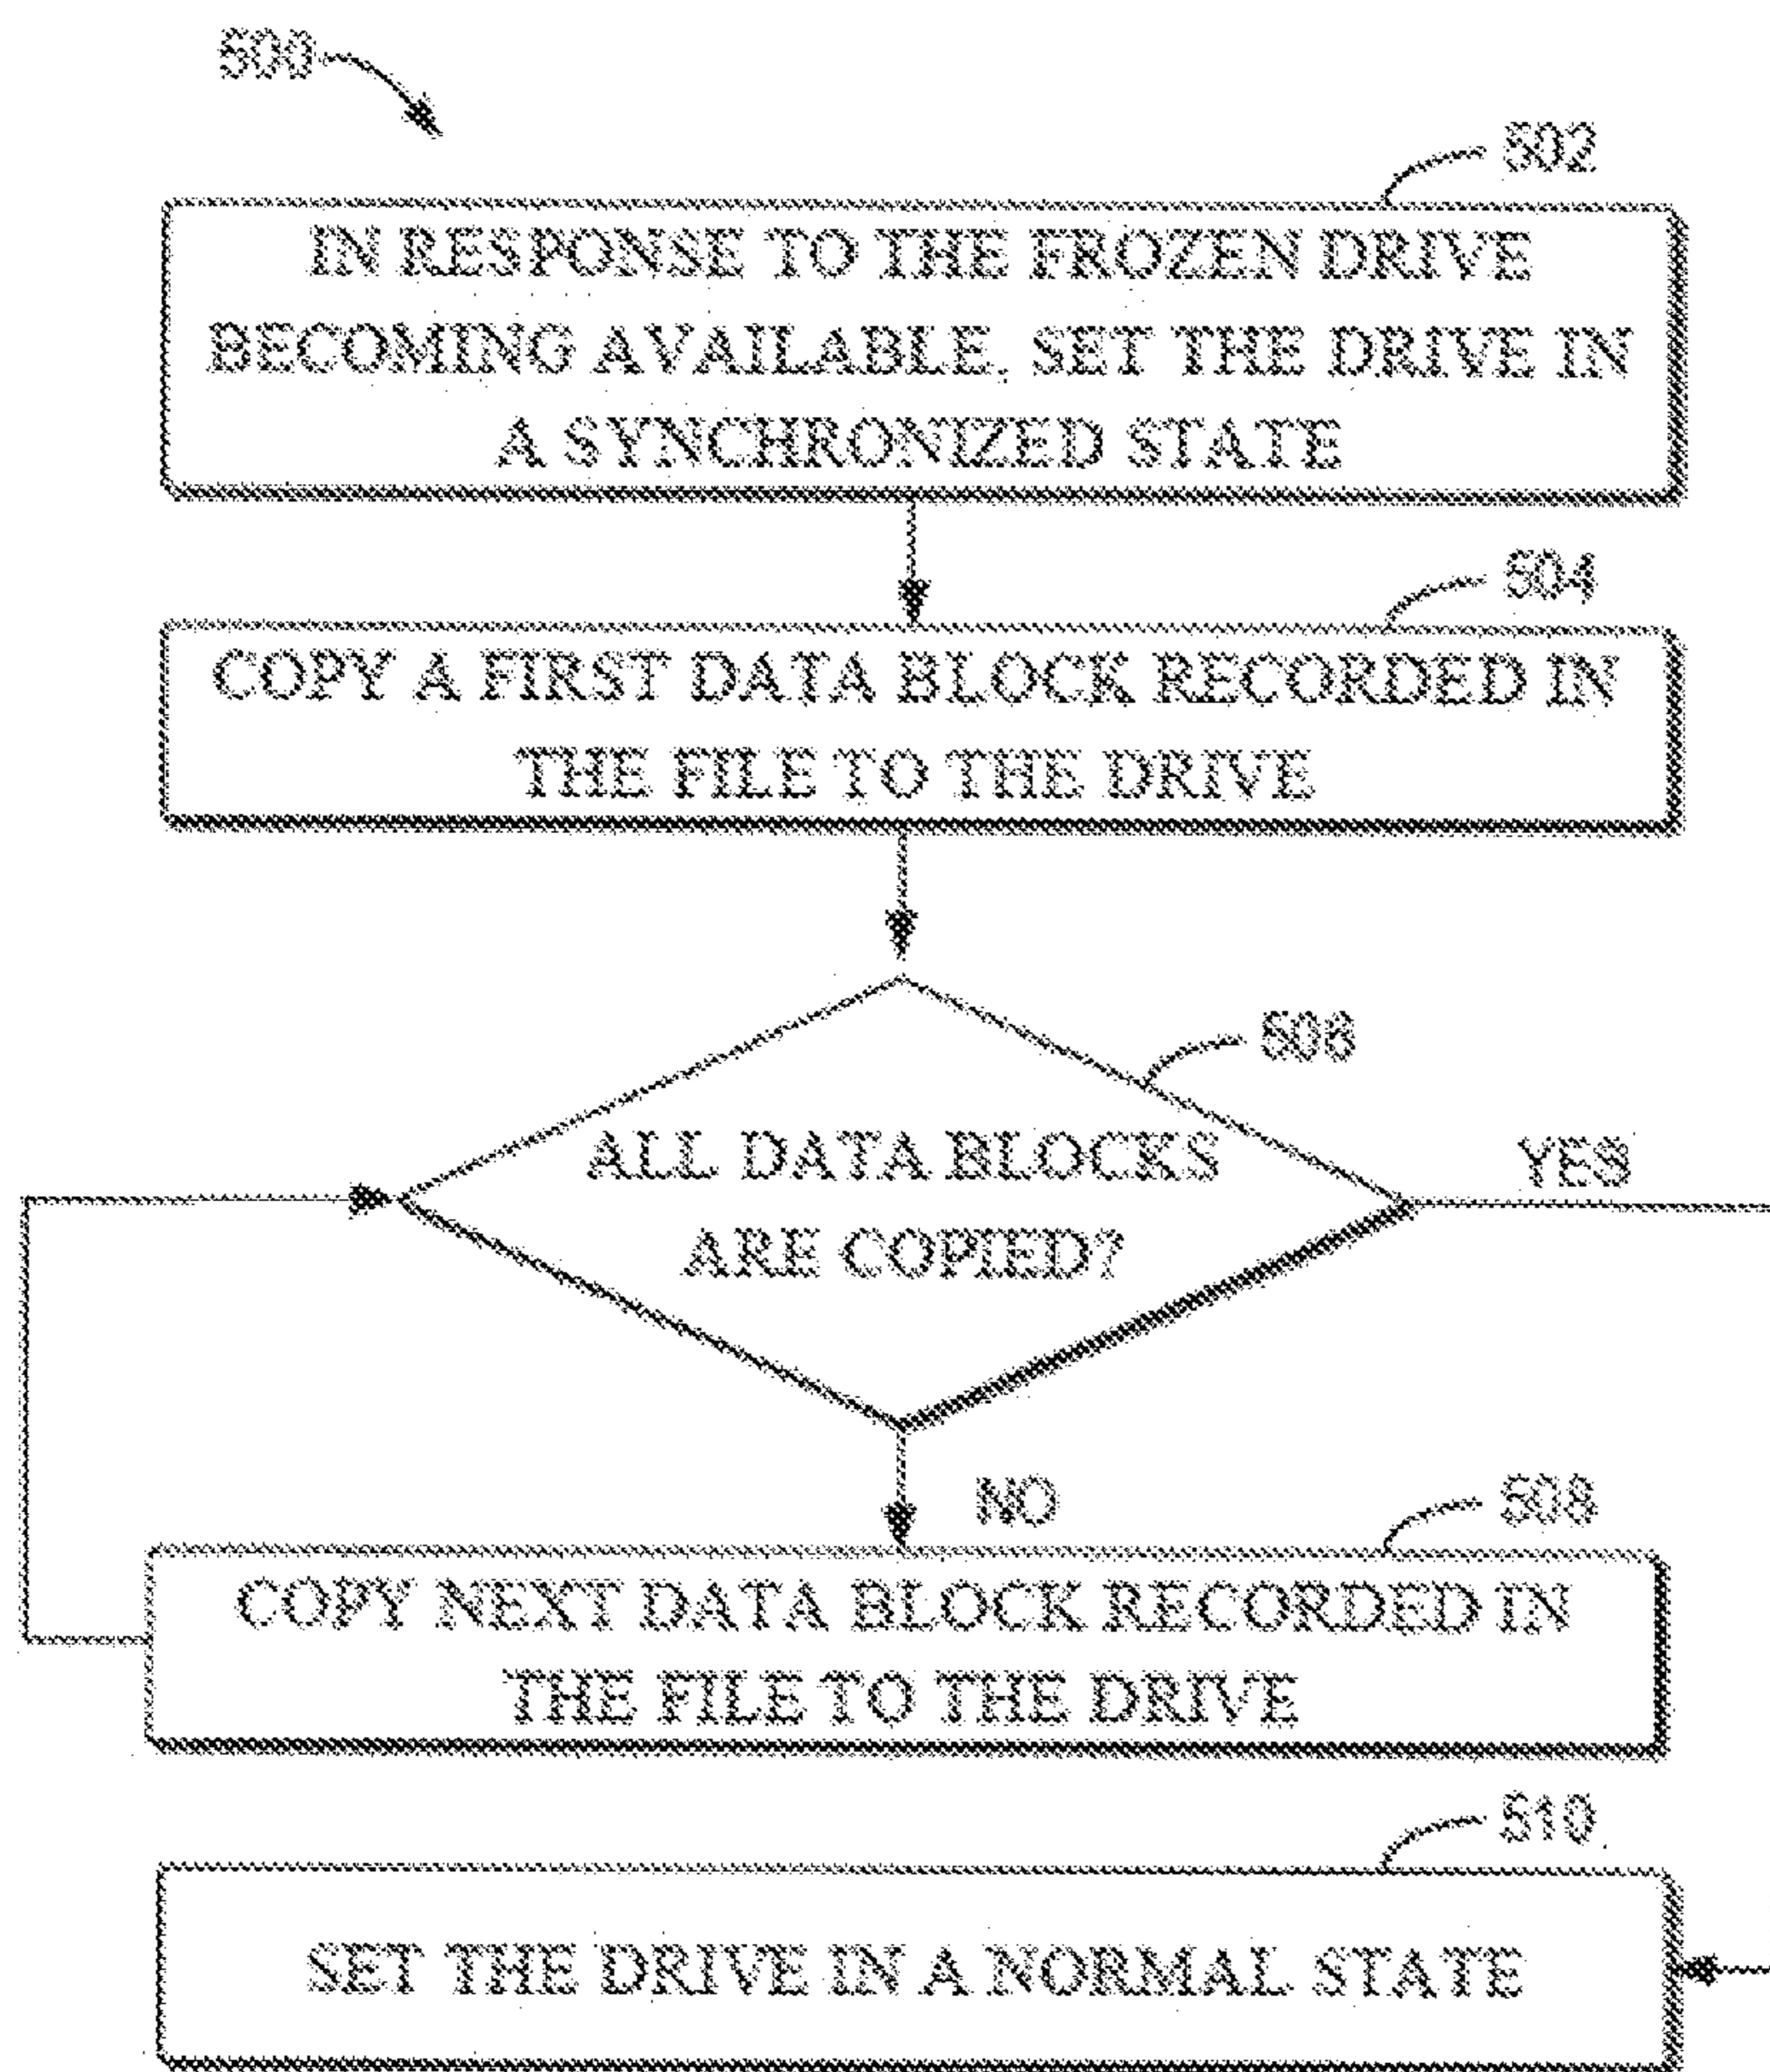 500
502
IN RESPONSE TO THE FROZEN DRIVE
BECOMING AVAILABLE, SET THE DRIVE IN
A SYNCHRONIZED STATE
504
COPY A FIRST DATA BLOCK RECORDED IN
THE FILE TO THE DRIVE
506
ALL DATA BLOCKS
ARE COPIED?
YES
NO
508
COPY NEXT DATA BLOCK RECORDED IN
THE FILE TO THE DRIVE
510
SET THE DRIVE IN A NORMAL STATE